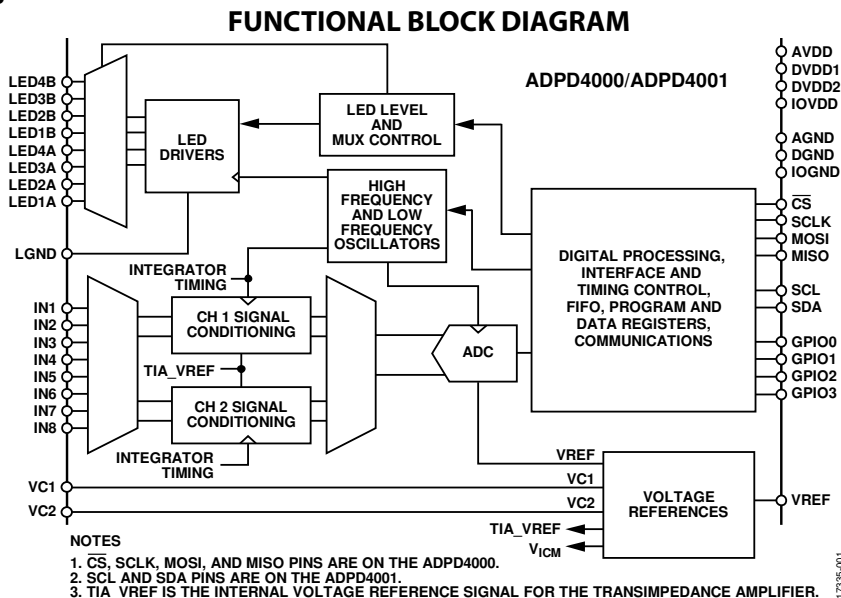 FUNCTIONAL BLOCK DIAGRAM
ADPD4000/ADPD4001
LED4B
LED3B
LED2B
LED1B
LED4A
LED3A
LED2A
LED1A
LGND
LED
DRIVERS
LED LEVEL
AND
MUX CONTROL
HIGH
FREQUENCY
AND LOW
FREQUENCY
OSCILLATORS
INTEGRATOR
TIMING
IN1
IN2
IN3
IN4
IN5
IN6
IN7
IN8
CH 1 SIGNAL
CONDITIONING
TIA_VREF
CH 2 SIGNAL
CONDITIONING
INTEGRATOR
TIMING
ADC
DIGITAL PROCESSING,
INTERFACE AND
TIMING CONTROL,
FIFO, PROGRAM AND
DATA REGISTERS,
COMMUNICATIONS
AVDD
DVDD1
DVDD2
IOVDD
AGND
DGND
IOGND
CS
SCLK
MOSI
MISO
SCL
SDA
GPIO0
GPIO1
GPIO2
GPIO3
VC1
VC2
VREF
VC1
VC2
TIA_VREF
VICM
VOLTAGE
REFERENCES
VREF
NOTES
1. CS, SCLK, MOSI, AND MISO PINS ARE ON THE ADPD4000.
2. SCL AND SDA PINS ARE ON THE ADPD4001.
3. TIA_VREF IS THE INTERNAL VOLTAGE REFERENCE SIGNAL FOR THE TRANSIMPEDANCE AMPLIFIER.
17335-001